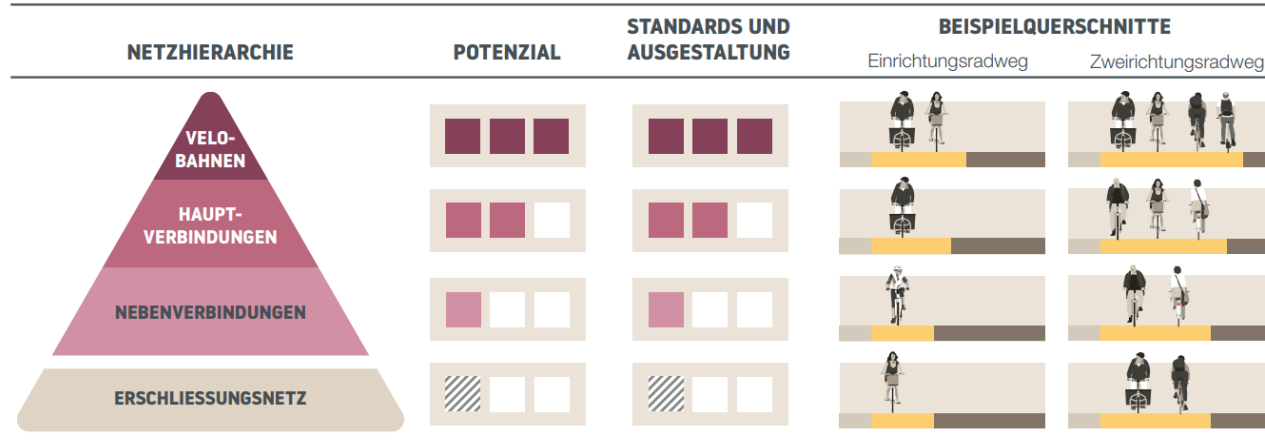 NETZHIERARCHIE
POTENZIAL
STANDARDS UND
AUSGESTALTUNG
BEISPIELQUERSCHNITTE
Einrichtungsradweg
Zweirichtungsradweg
VELO-
BAHNEN
HAUPT-
VERBINDUNGEN
NEBENVERBINDUNGEN
ERSCHLIESSUNGSNETZ